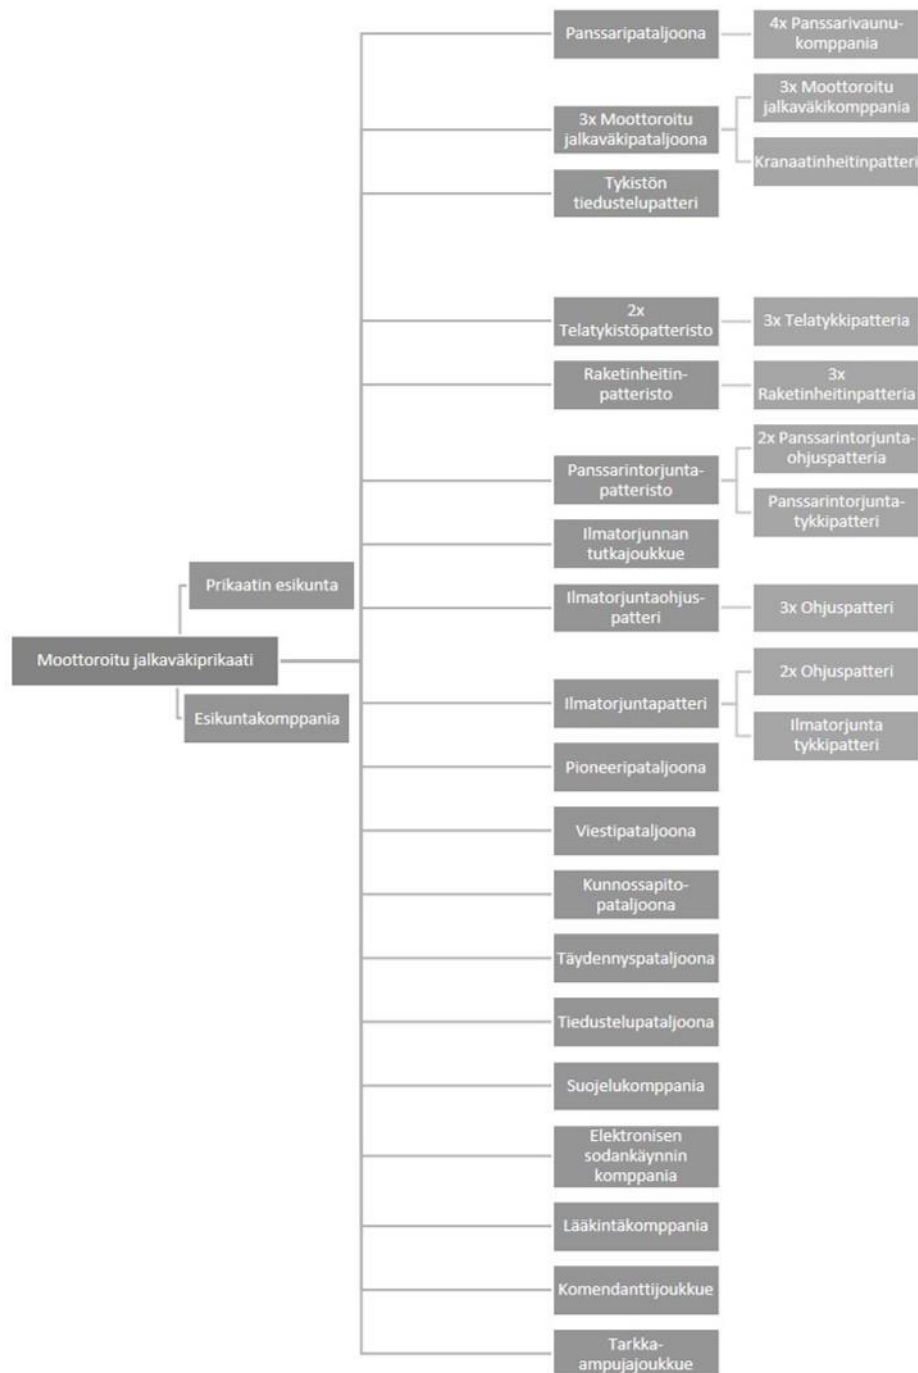 Moottoroitu jalkaväkiprikaati
Prikaatin esikunta
Esikuntakomppania
Panssaripataljoona
4x Panssarivaunu-
komppania
3x Moottoroitu
jalkaväkipataljoona
3x Moottoroitu
jalkaväkikomppania
Kranaatinheitinpatteri
Tykistön
tiedustelupatteri
2x
Telatykistöpatteristo
3x Telatykkipatteria
Raketinheitin-
patteristo
3x
Raketinheitinpatteria
Panssarintorjunta-
patteristo
2x Panssarintorjunta-
ohjuspatteria
Panssarintorjunta-
tykkipatteri
Ilmatorjunnan
tutkajoukkue
Ilmatorjuntaohjus-
patteri
3x Ohjuspatteri
Ilmatorjuntapatteri
2x Ohjuspatteri
Ilmatorjunta
tykkipatteri
Pioneeripataljoona
Viestipataljoona
Kunnossapito-
pataljoona
Täydennyspataljoona
Tiedustelupataljoona
Suojelukomppania
Elektronisen
sodankäynnin
komppania
Lääkintäkomppania
Komendanttijoukkue
Tarkka-
ampujajoukkue